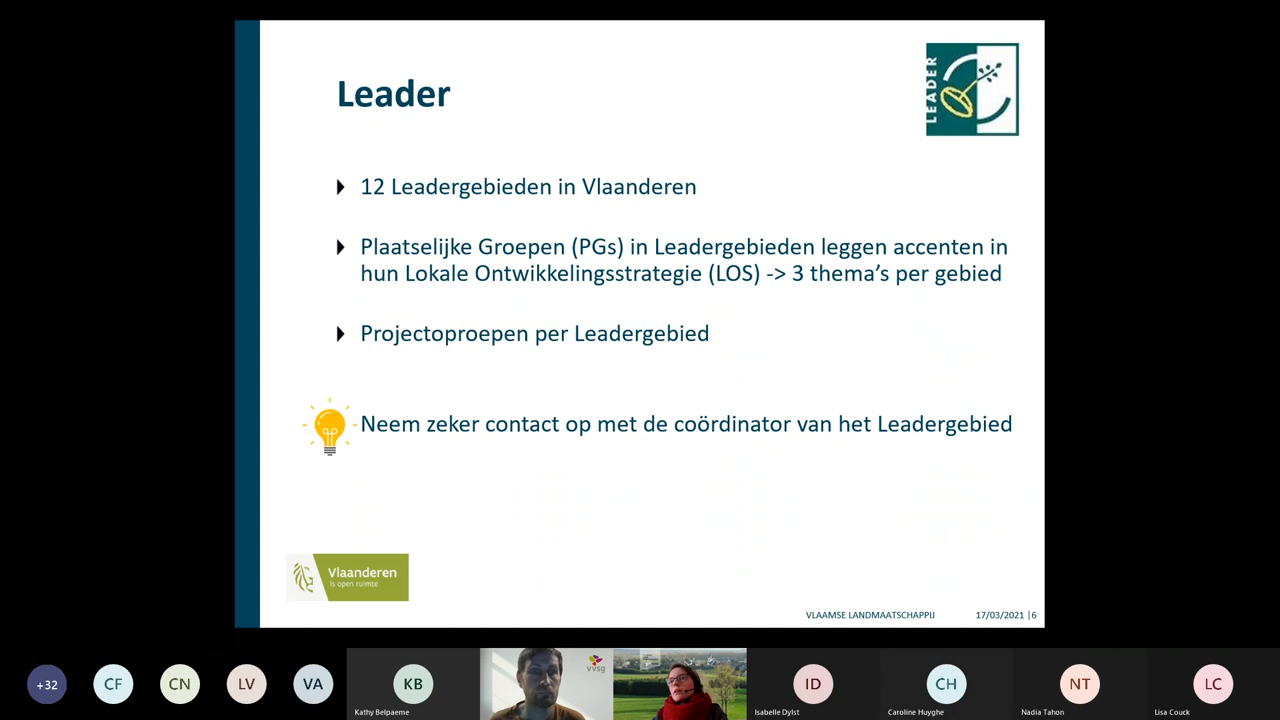 Leader
LEADER
12 Leadergebieden in Vlaanderen
Plaatselijke Groepen (PGs) in Leadergebieden leggen accenten in
hun Lokale Ontwikkelingsstrategie (LOS) -> 3 thema's per gebied
Projectoproepen per Leadergebied
Neem zeker contact op met de coördinator van het Leadergebied
Vlaanderen
is open ruimte
VLAAMSE LANDMAATSCHAPPIJ 17/03/2021 |6
+32 CF CN LV VA KB vvsg ID CH NT LC
Kathy Belpaeme Isabelle Dylst Caroline Huyghe Nadia Tahon Lisa Couck